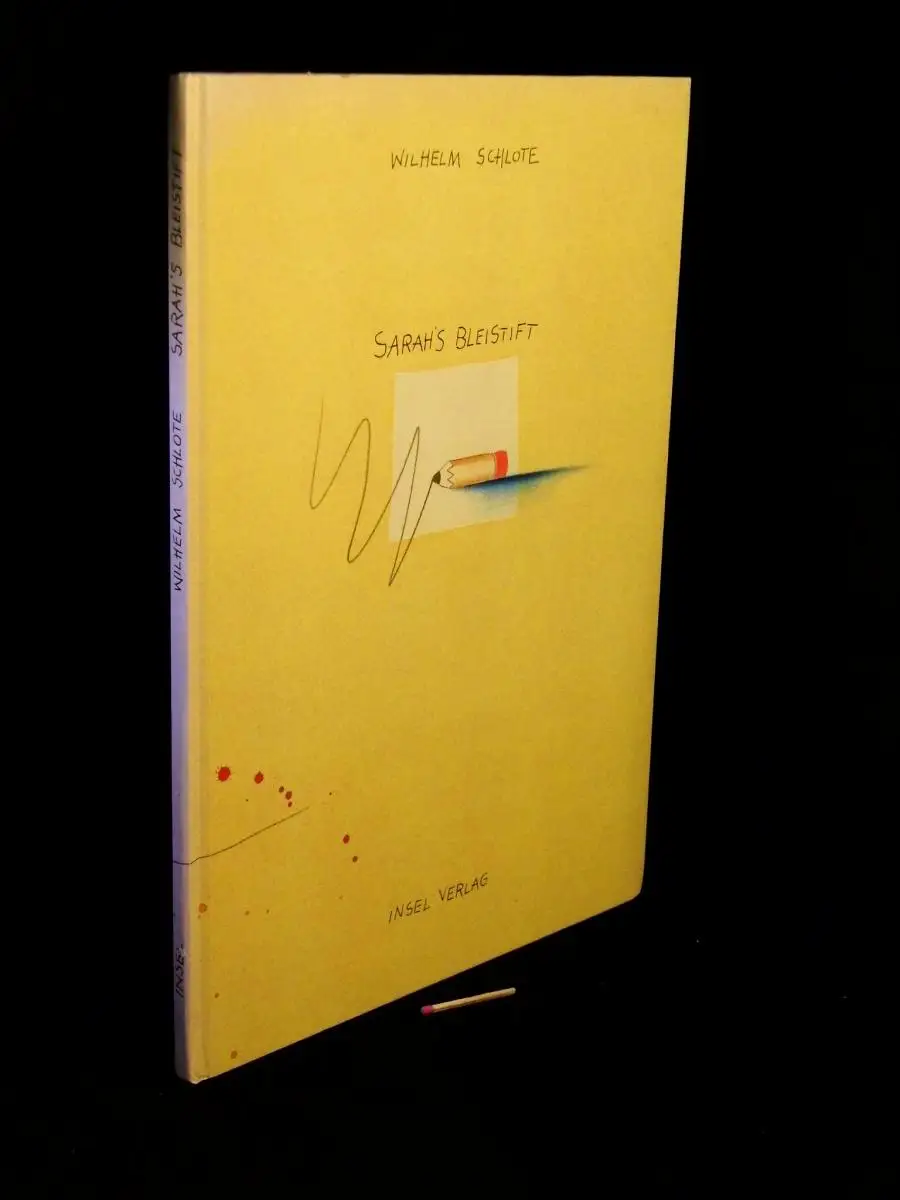 WILHELM SCHLOTE
SARAH'S BLEISTIFT
INSEL VERLAG
WILHELM SCHLOTE SARAH'S BLEISTIFT